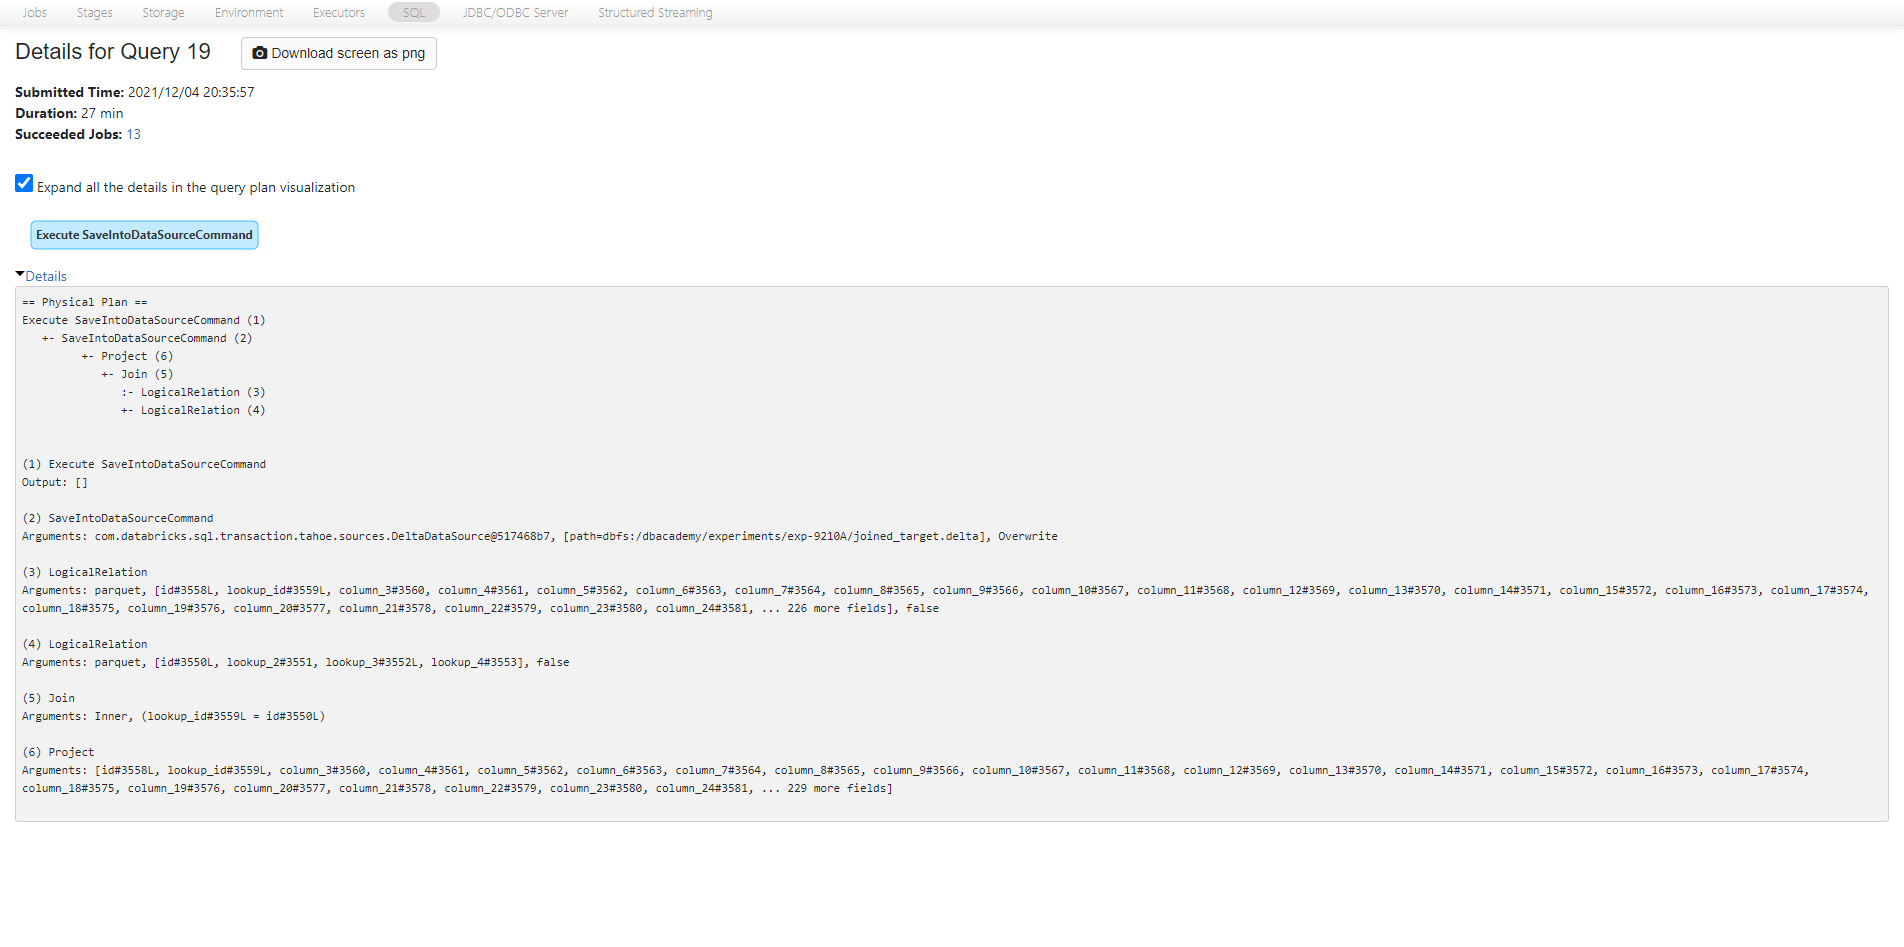 Jobs Stages Storage Environment Executors SQL JDBC/ODBC Server Structured Streaming
Details for Query 19 Download screen as png
Submitted Time: 2021/12/04 20:35:57
Duration: 27 min
Succeeded Jobs: 13
Expand all the details in the query plan visualization
Execute SaveIntoDataSourceCommand
Details
== Physical Plan ==
Execute SaveIntoDataSourceCommand (1)
   +- SaveIntoDataSourceCommand (2)
         +- Project (6)
            +- Join (5)
               :- LogicalRelation (3)
               +- LogicalRelation (4)
(1) Execute SaveIntoDataSourceCommand
Output: []
(2) SaveIntoDataSourceCommand
Arguments: com.databricks.sql.transaction.tahoe.sources.DeltaDataSource@517468b7, [path=dbfs:/dbacademy/experiments/exp-9210A/joined_target.delta], Overwrite
(3) LogicalRelation
Arguments: parquet, [id#3558L, lookup_id#3559L, column_3#3560, column_4#3561, column_5#3562, column_6#3563, column_7#3564, column_8#3565, column_9#3566, column_10#3567, column_11#3568, column_12#3569, column_13#3570, column_14#3571, column_15#3572, column_16#3573, column_17#3574,
column_18#3575, column_19#3576, column_20#3577, column_21#3578, column_22#3579, column_23#3580, column_24#3581, ... 226 more fields], false
(4) LogicalRelation
Arguments: parquet, [id#3550L, lookup_2#3551, lookup_3#3552L, lookup_4#3553], false
(5) Join
Arguments: Inner, (lookup_id#3559L = id#3550L)
(6) Project
Arguments: [id#3558L, lookup_id#3559L, column_3#3560, column_4#3561, column_5#3562, column_6#3563, column_7#3564, column_8#3565, column_9#3566, column_10#3567, column_11#3568, column_12#3569, column_13#3570, column_14#3571, column_15#3572, column_16#3573, column_17#3574,
column_18#3575, column_19#3576, column_20#3577, column_21#3578, column_22#3579, column_23#3580, column_24#3581, ... 229 more fields]